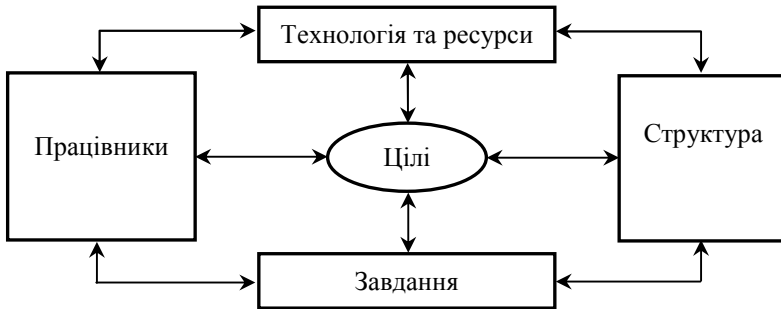 Технологія та ресурси
Працівники
Цілі
Структура
Завдання